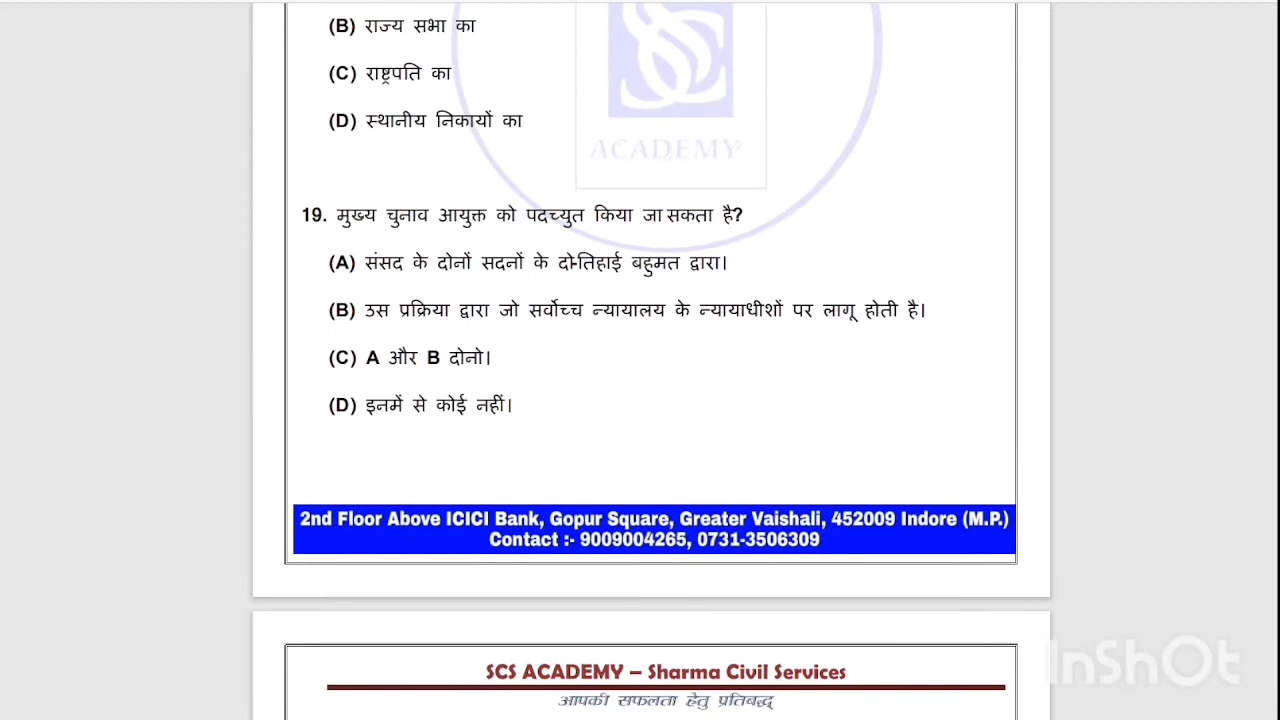 (B) राज्य सभा का
(C) राष्ट्रपति का
(D) स्थानीय निकायों का
ACADEMY
19. मुख्य चुनाव आयुक्त को पदच्युत किया जा सकता है?
(A) संसद के दोनों सदनों के दो-तिहाई बहुमत द्वारा।
(B) उस प्रक्रिया द्वारा जो सर्वोच्च न्यायालय के न्यायाधीशों पर लागू होती है।
(C) A और B दोनो।
(D) इनमें से कोई नहीं।
2nd Floor Above ICICI Bank, Gopur Square, Greater Vaishali, 452009 Indore (M.P.)
Contact :- 9009004265, 0731-3506309
InShOt
SCS ACADEMY – Sharma Civil Services
आपकी सफलता हेतु प्रतिबद्ध